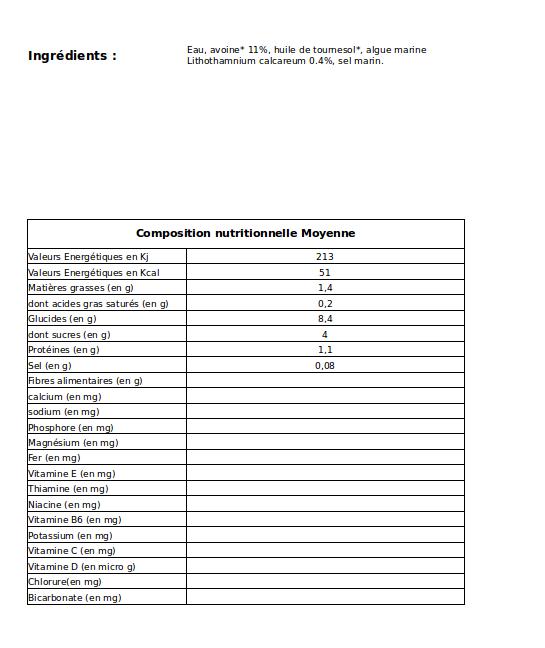 Ingrédients :
Eau, avoine* 11%, huile de tournesol*, algue marine
Lithothamnium calcareum 0.4%, sel marin.
Composition nutritionnelle Moyenne
Valeurs Energétiques en Kj 213
Valeurs Energétiques en Kcal 51
Matières grasses (en g) 1,4
dont acides gras saturés (en g) 0,2
Glucides (en g) 8,4
dont sucres (en g) 4
Protéines (en g) 1,1
Sel (en g) 0,08
Fibres alimentaires (en g)
calcium (en mg)
sodium (en mg)
Phosphore (en mg)
Magnésium (en mg)
Fer (en mg)
Vitamine E (en mg)
Thiamine (en mg)
Niacine (en mg)
Vitamine B6 (en mg)
Potassium (en mg)
Vitamine C (en mg)
Vitamine D (en micro g)
Chlorure(en mg)
Bicarbonate (en mg)